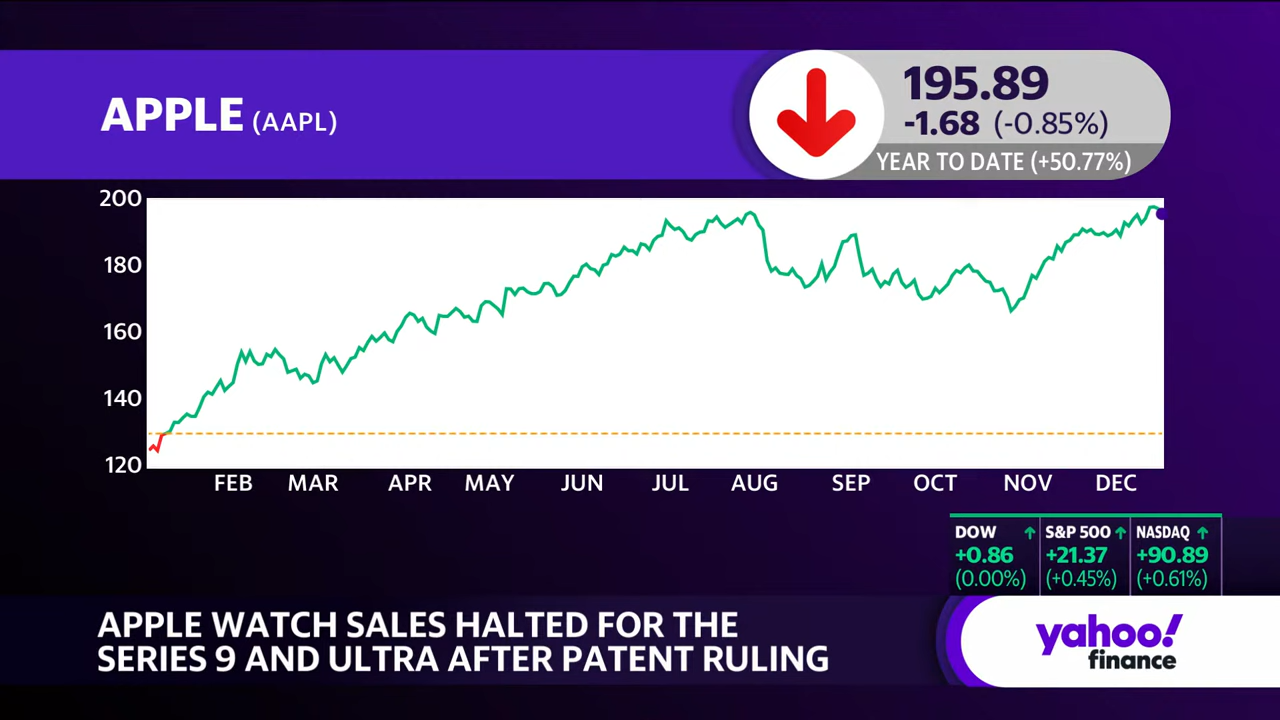 APPLE (AAPL)
195.89
-1.68 (-0.85%)
YEAR TO DATE (+50.77%)
200
180
160
140
120
FEB MAR APR MAY JUN JUL AUG SEP OCT NOV DEC
DOW S&P 500 NASDAQ
+0.86 +21.37 +90.89
(0.00%) (+0.45%) (+0.61%)
APPLE WATCH SALES HALTED FOR THE
SERIES 9 AND ULTRA AFTER PATENT RULING
yahoo!
finance